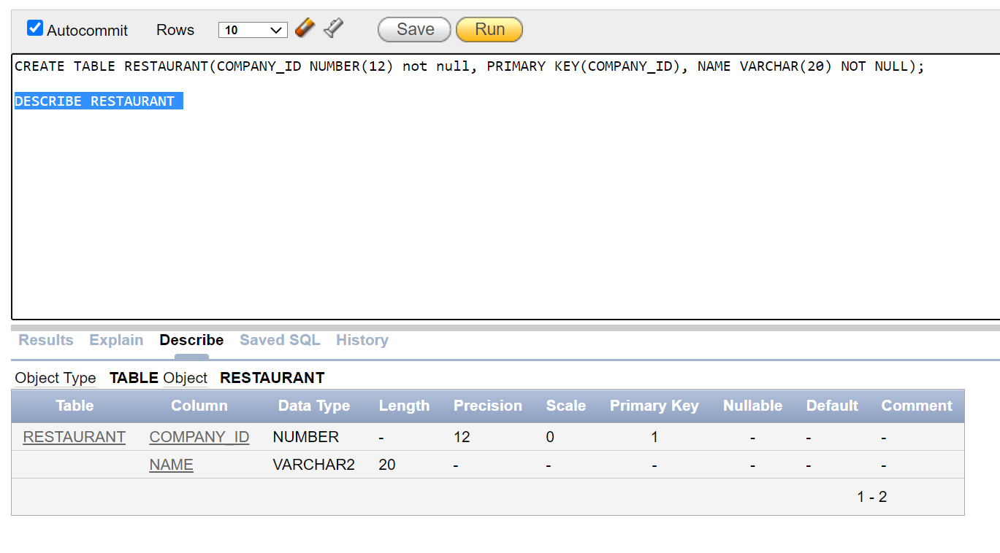 Autocommit Rows 10 Save Run
CREATE TABLE RESTAURANT(COMPANY_ID NUMBER(12) not null, PRIMARY KEY(COMPANY_ID), NAME VARCHAR(20) NOT NULL);
DESCRIBE RESTAURANT
Results Explain Describe Saved SQL History
Object Type TABLE Object RESTAURANT
Table Column Data Type Length Precision Scale Primary Key Nullable Default Comment
RESTAURANT COMPANY_ID NUMBER - 12 0 1 - - -
NAME VARCHAR2 20 - - - - - -
1 - 2